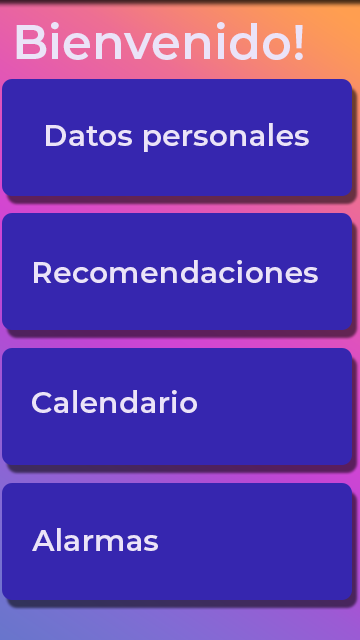 Bienvenido!
Datos personales
Recomendaciones
Calendario
Alarmas